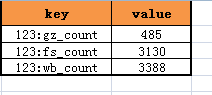 key value
123:gz_count 485
123:fs_count 3130
123:wb_count 3388